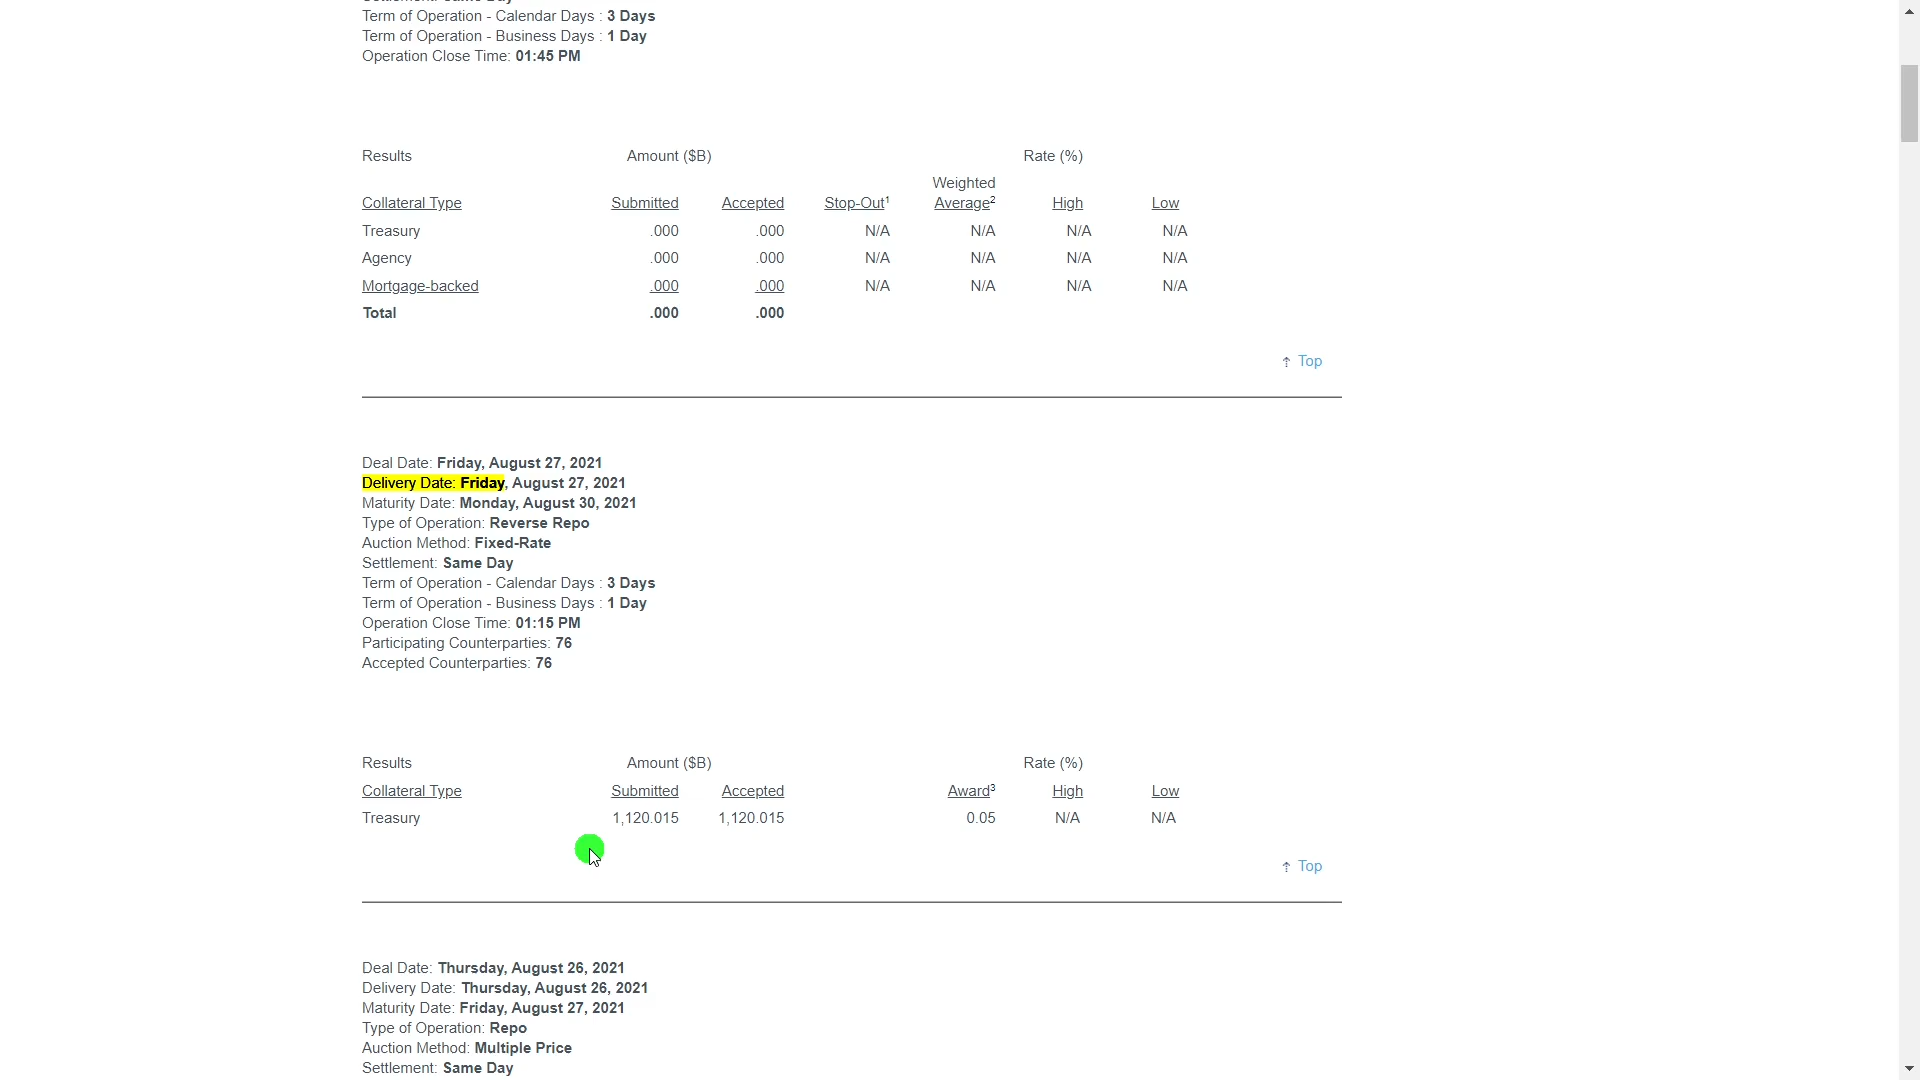 Term of Operation - Calendar Days : 3 Days
Term of Operation - Business Days : 1 Day
Operation Close Time: 01:45 PM
Results Amount ($B) Rate (%)
Weighted
Collateral Type Submitted Accepted Stop-Out¹ Average² High Low
Treasury .000 .000 N/A N/A N/A N/A
Agency .000 .000 N/A N/A N/A N/A
Mortgage-backed .000 .000 N/A N/A N/A N/A
Total .000 .000
↑ Top
Deal Date: Friday, August 27, 2021
Delivery Date: Friday, August 27, 2021
Maturity Date: Monday, August 30, 2021
Type of Operation: Reverse Repo
Auction Method: Fixed-Rate
Settlement: Same Day
Term of Operation - Calendar Days : 3 Days
Term of Operation - Business Days : 1 Day
Operation Close Time: 01:15 PM
Participating Counterparties: 76
Accepted Counterparties: 76
Results Amount ($B) Rate (%)
Collateral Type Submitted Accepted Award³ High Low
Treasury 1,120.015 1,120.015 0.05 N/A N/A
↑ Top
Deal Date: Thursday, August 26, 2021
Delivery Date: Thursday, August 26, 2021
Maturity Date: Friday, August 27, 2021
Type of Operation: Repo
Auction Method: Multiple Price
Settlement: Same Day